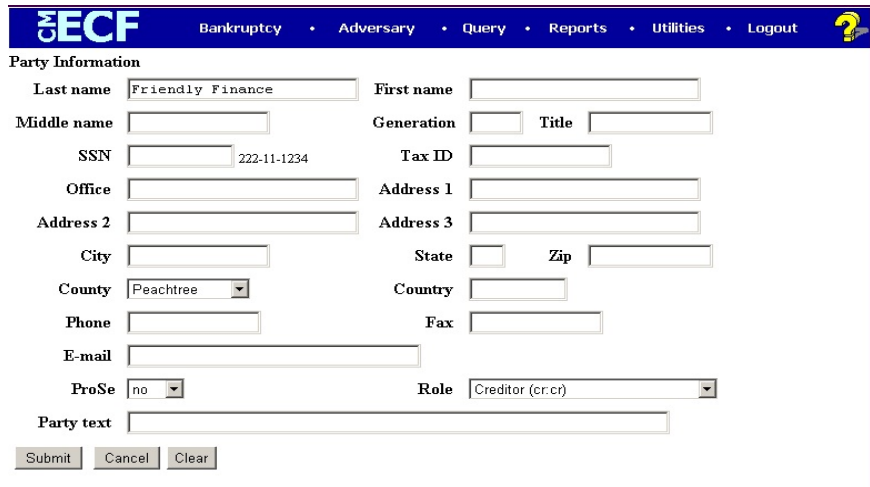 CM ECF Bankruptcy • Adversary • Query • Reports • Utilities • Logout ?
Party Information
Last name Friendly Finance First name
Middle name Generation Title
SSN 222-11-1234 Tax ID
Office Address 1
Address 2 Address 3
City State Zip
County Peachtree Country
Phone Fax
E-mail
ProSe no Role Creditor (cr:cr)
Party text
Submit Cancel Clear